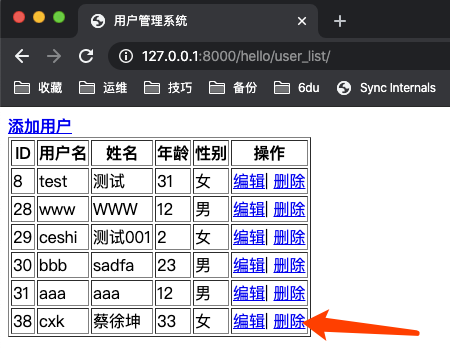 用户管理系统
127.0.0.1:8000/hello/user_list/
收藏 运维 技巧 备份 6du Sync Internals
添加用户
ID 用户名 姓名 年龄 性别 操作
8 test 测试 31 女 编辑| 删除
28 www WWW 12 男 编辑| 删除
29 ceshi 测试001 2 女 编辑| 删除
30 bbb sadfa 23 男 编辑| 删除
31 aaa aaa 12 男 编辑| 删除
38 cxk 蔡徐坤 33 女 编辑| 删除